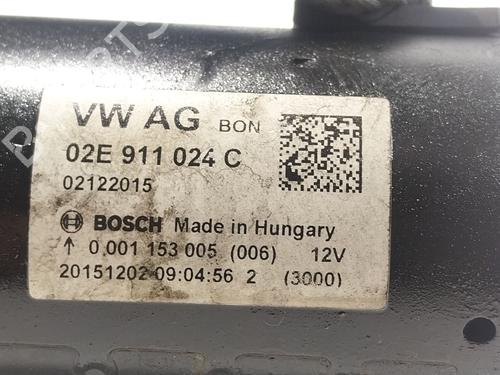 VW AG BON
02E 911 024 C
02122015
BOSCH Made in Hungary
↑ 0 001 153 005 (006) 12V
20151202 09:04:56 2 (3000)